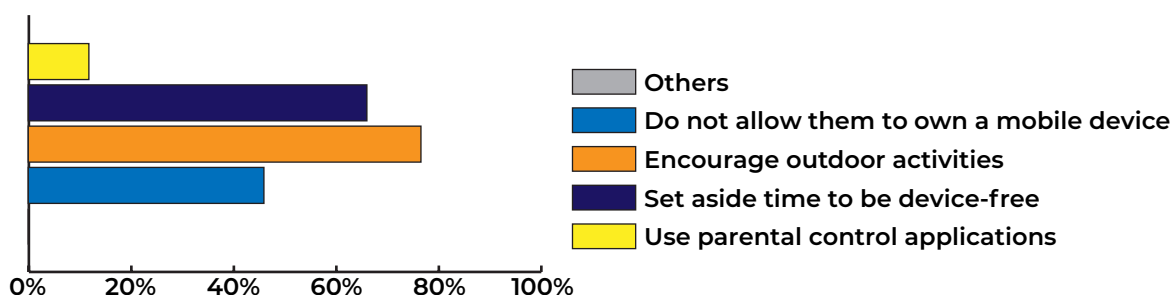 Others
Do not allow them to own a mobile device
Encourage outdoor activities
Set aside time to be device-free
Use parental control applications
0% 20% 40% 60% 80% 100%